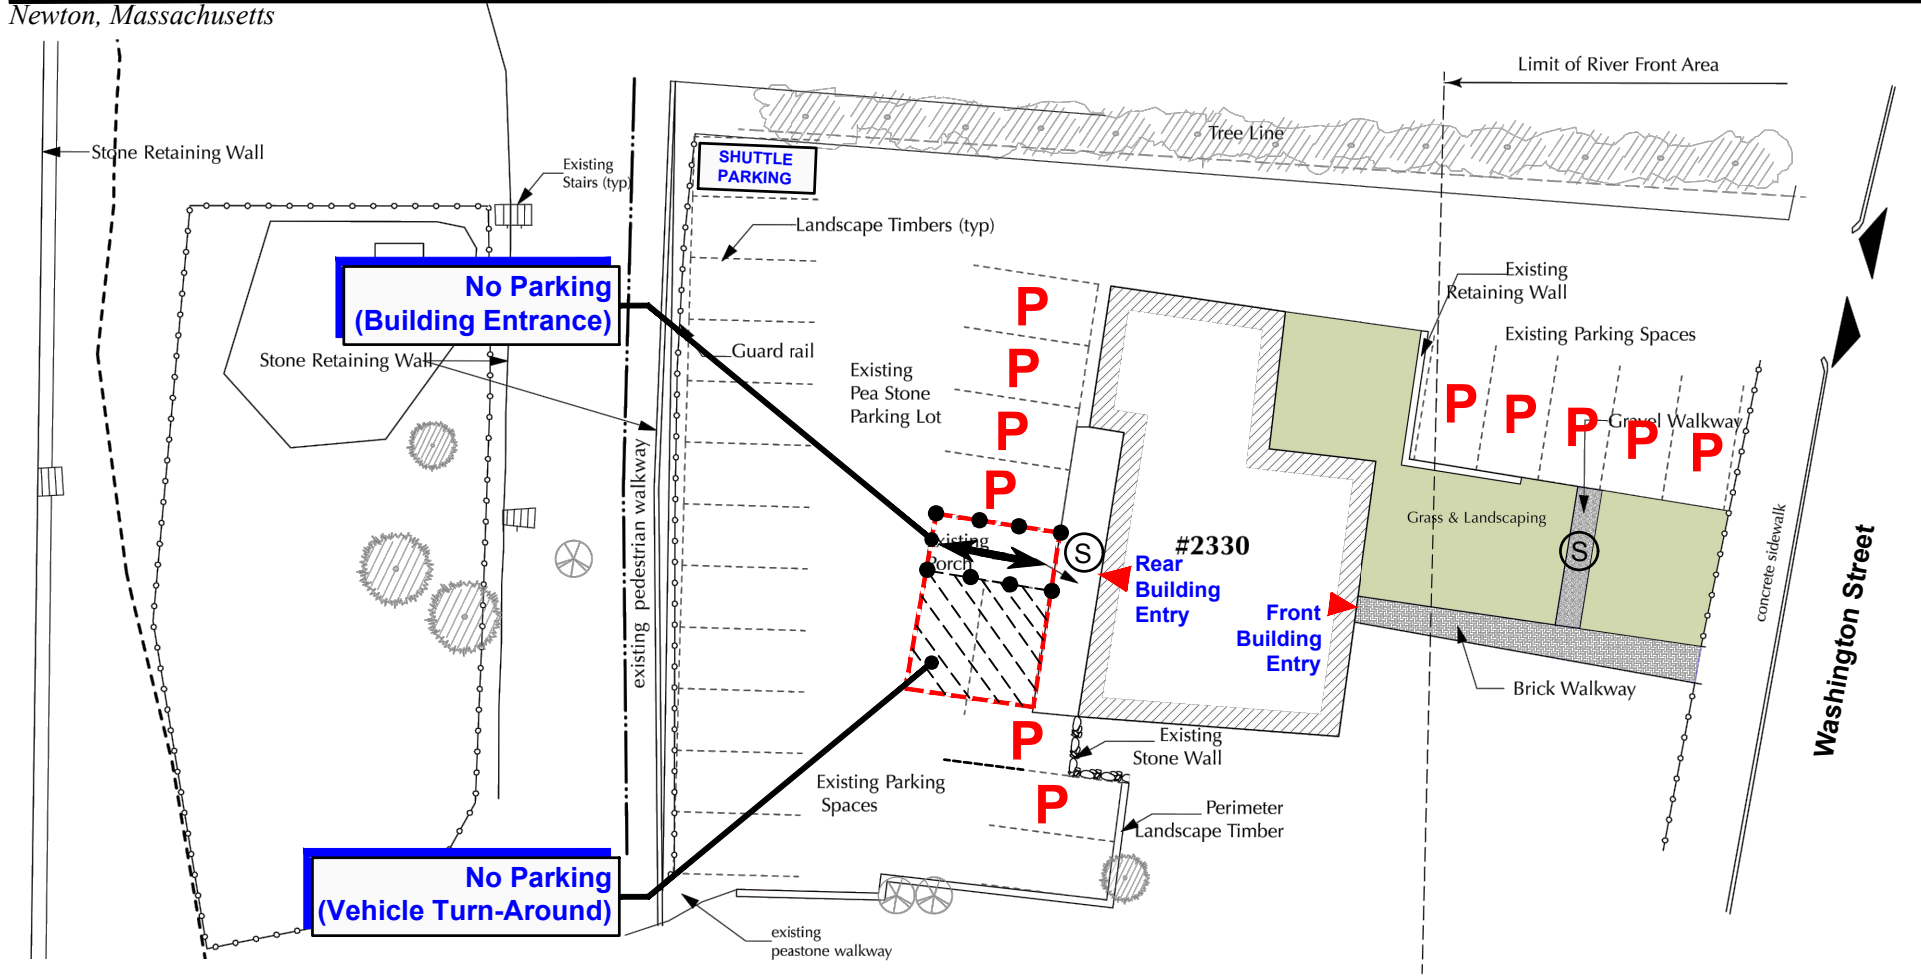 Newton, Massachusetts
Limit of River Front Area
Tree Line
Stone Retaining Wall
Existing
Stairs (typ)
SHUTTLE
PARKING
Landscape Timbers (typ)
No Parking
(Building Entrance)
Existing
Retaining Wall
P
Existing Parking Spaces
Stone Retaining Wall
Guard rail
Existing
Pea Stone
Parking Lot
P
P
P
P
P
Gravel Walkway
P
P
P
P
existing pedestrian walkway
Grass & Landscaping
concrete sidewalk
Washington Street
Existing
Porch
S
#2330
S
Rear
Building
Entry
Front
Building
Entry
Brick Walkway
P
Existing
Stone Wall
Existing Parking
Spaces
P
Perimeter
Landscape Timber
No Parking
(Vehicle Turn-Around)
existing
peastone walkway